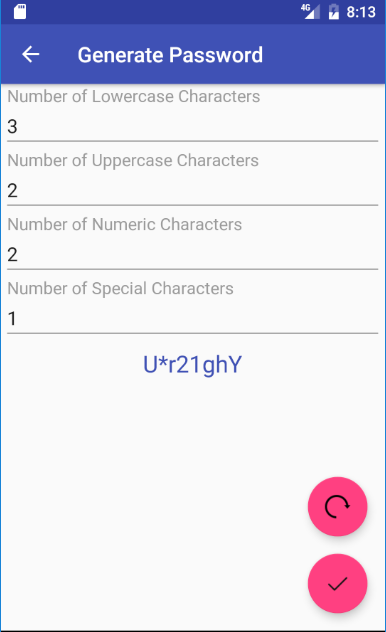 4G 8:13
Generate Password
Number of Lowercase Characters
3
Number of Uppercase Characters
2
Number of Numeric Characters
2
Number of Special Characters
1
U*r21ghY